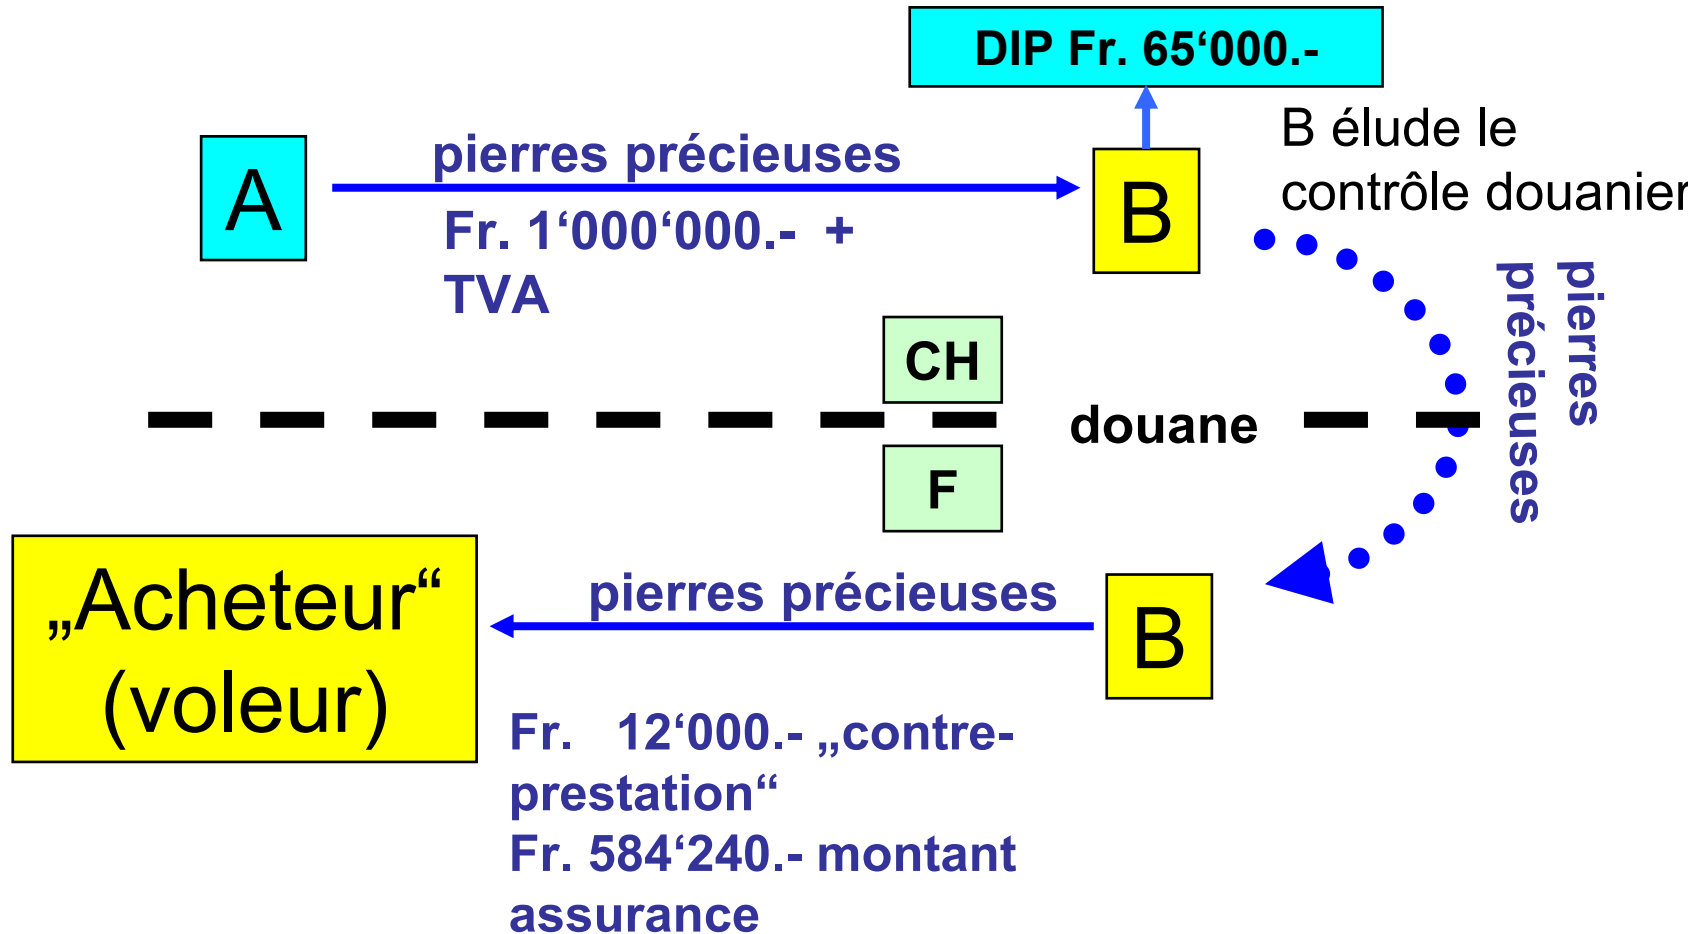 DIP Fr. 65‘000.-
B élude le
contrôle douanier
A
pierres précieuses
Fr. 1‘000‘000.- +
TVA
B
pierres
précieuses
CH
douane
F
„Acheteur“
(voleur)
pierres précieuses
B
Fr. 12‘000.- „contre-
prestation“
Fr. 584‘240.- montant
assurance